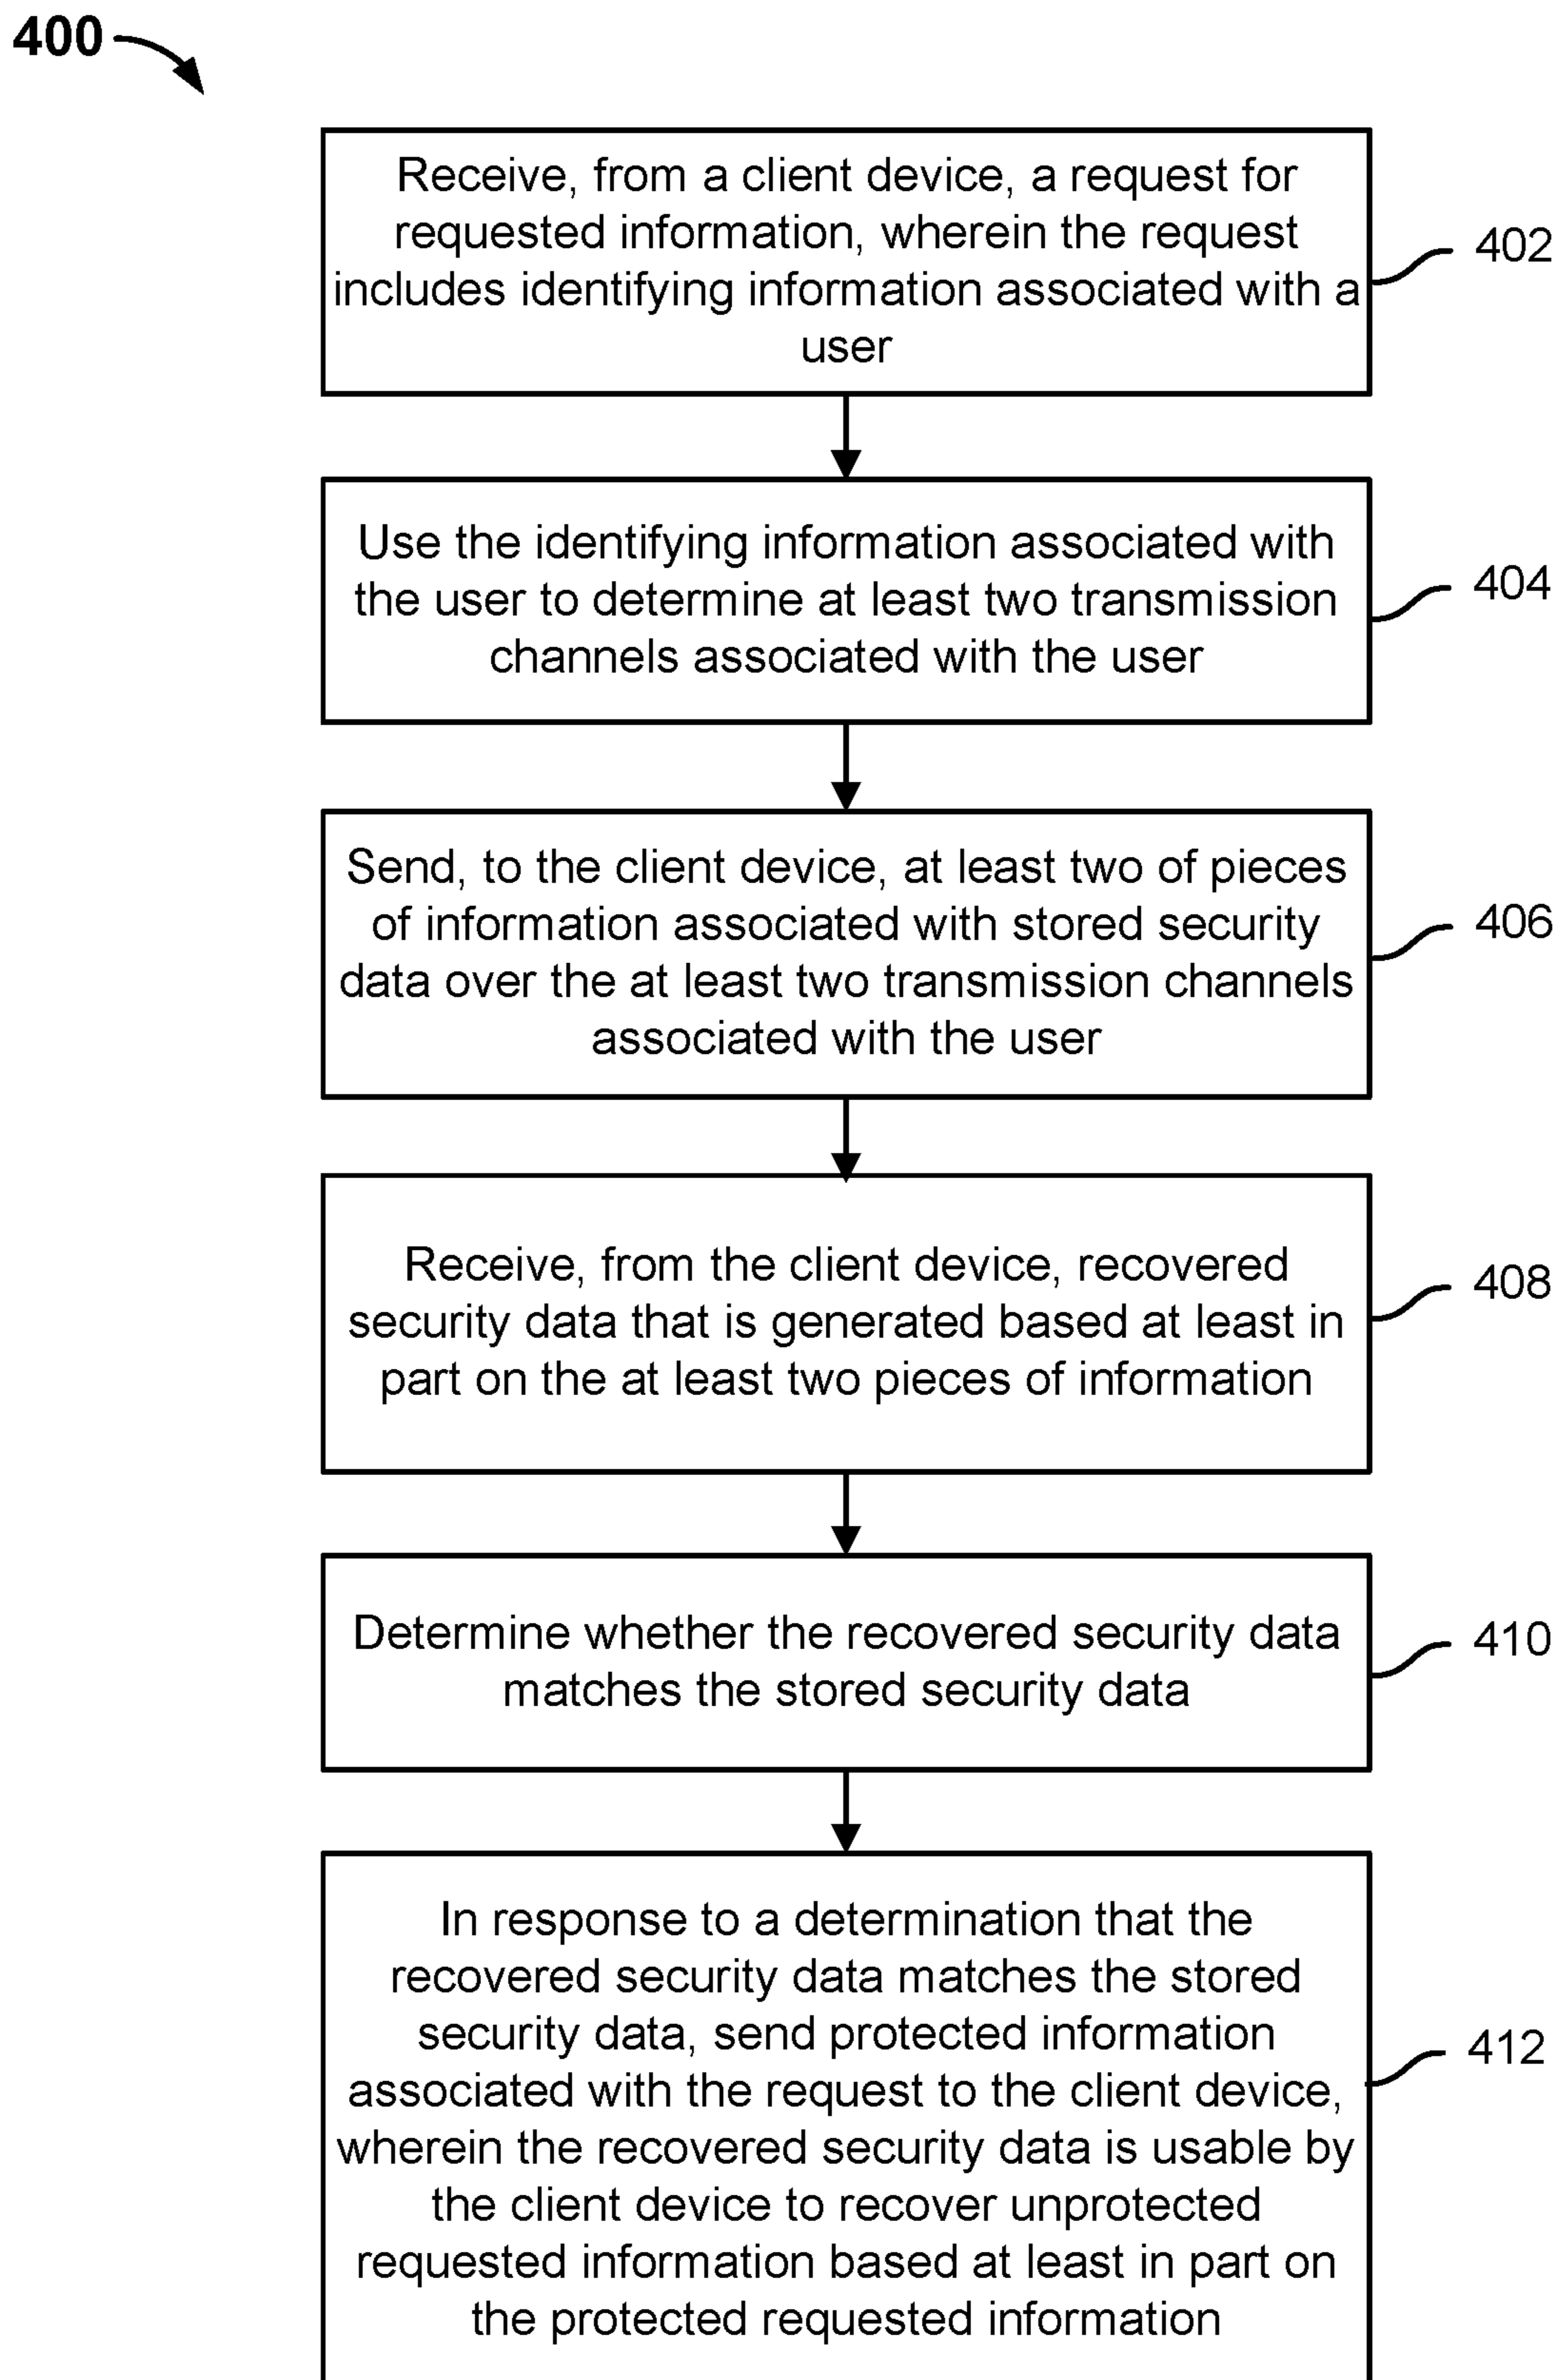 400
Receive, from a client device, a request for
requested information, wherein the request
includes identifying information associated with a
user
402
Use the identifying information associated with
the user to determine at least two transmission
channels associated with the user
404
Send, to the client device, at least two of pieces
of information associated with stored security
data over the at least two transmission channels
associated with the user
406
Receive, from the client device, recovered
security data that is generated based at least in
part on the at least two pieces of information
408
Determine whether the recovered security data
matches the stored security data
410
In response to a determination that the
recovered security data matches the stored
security data, send protected information
associated with the request to the client device,
wherein the recovered security data is usable by
the client device to recover unprotected
requested information based at least in part on
the protected requested information
412